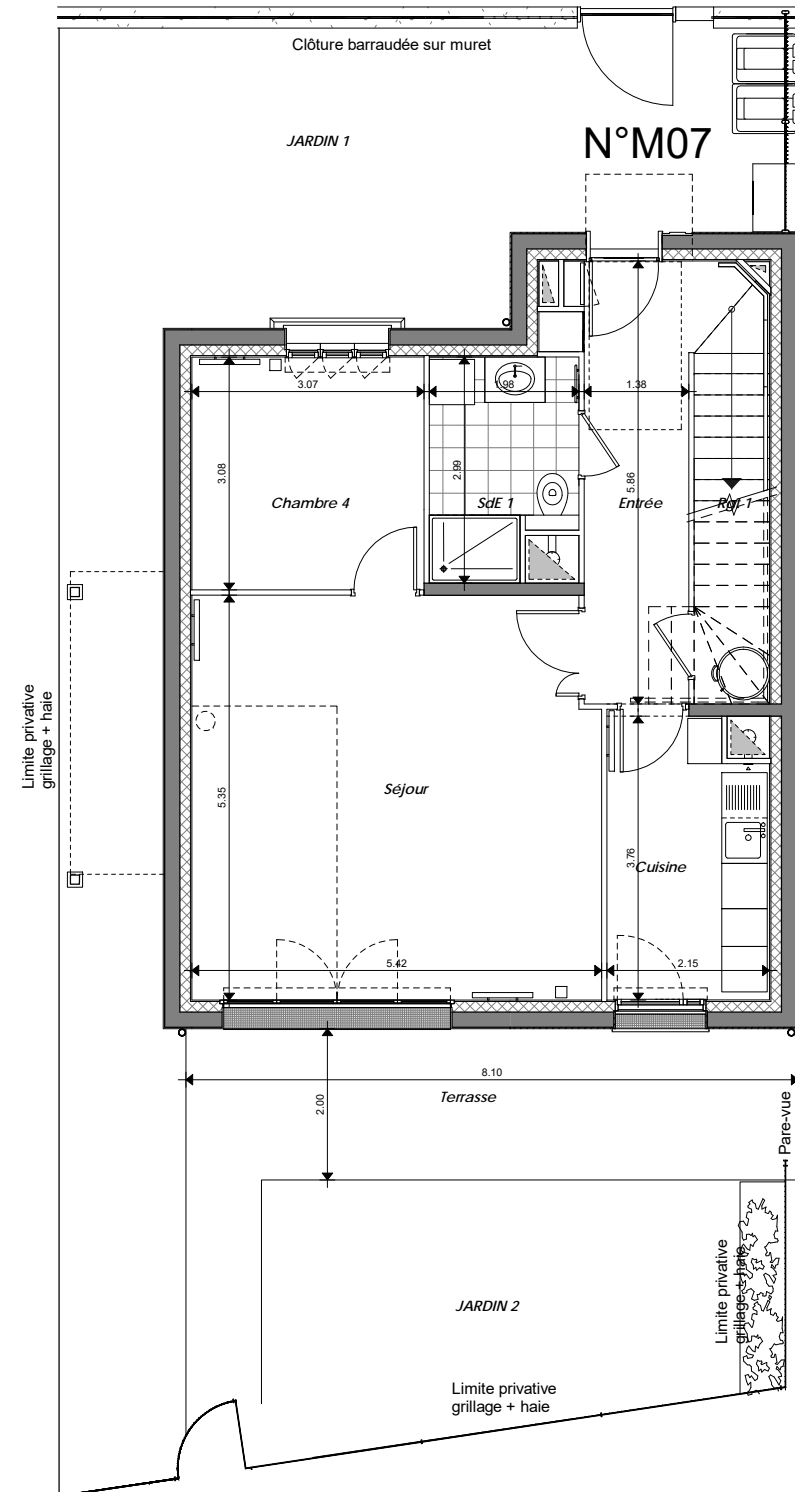 Clôture barraudée sur muret
JARDIN 1
N°M07
3.07
1.98
1.38
3.08
2.99
5.86
Chambre 4
SdE 1
Entrée
Rgt 1
Limite privative
grillage + haie
Séjour
5.35
3.76
Cuisine
5.42
2.15
8.10
2.00
Terrasse
Pare-vue
Limite privative
grillage + haie
JARDIN 2
Limite privative
grillage + haie